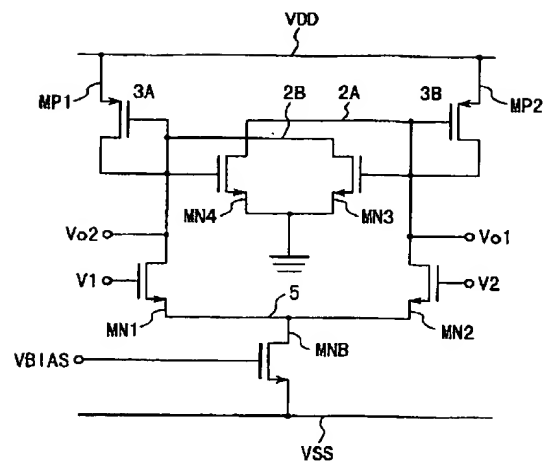 VDD
MP1
3A
2B
2A
3B
MP2
MN4
MN3
Vo2
Vo1
V1
5
V2
MN1
MNB
MN2
VBIAS
VSS